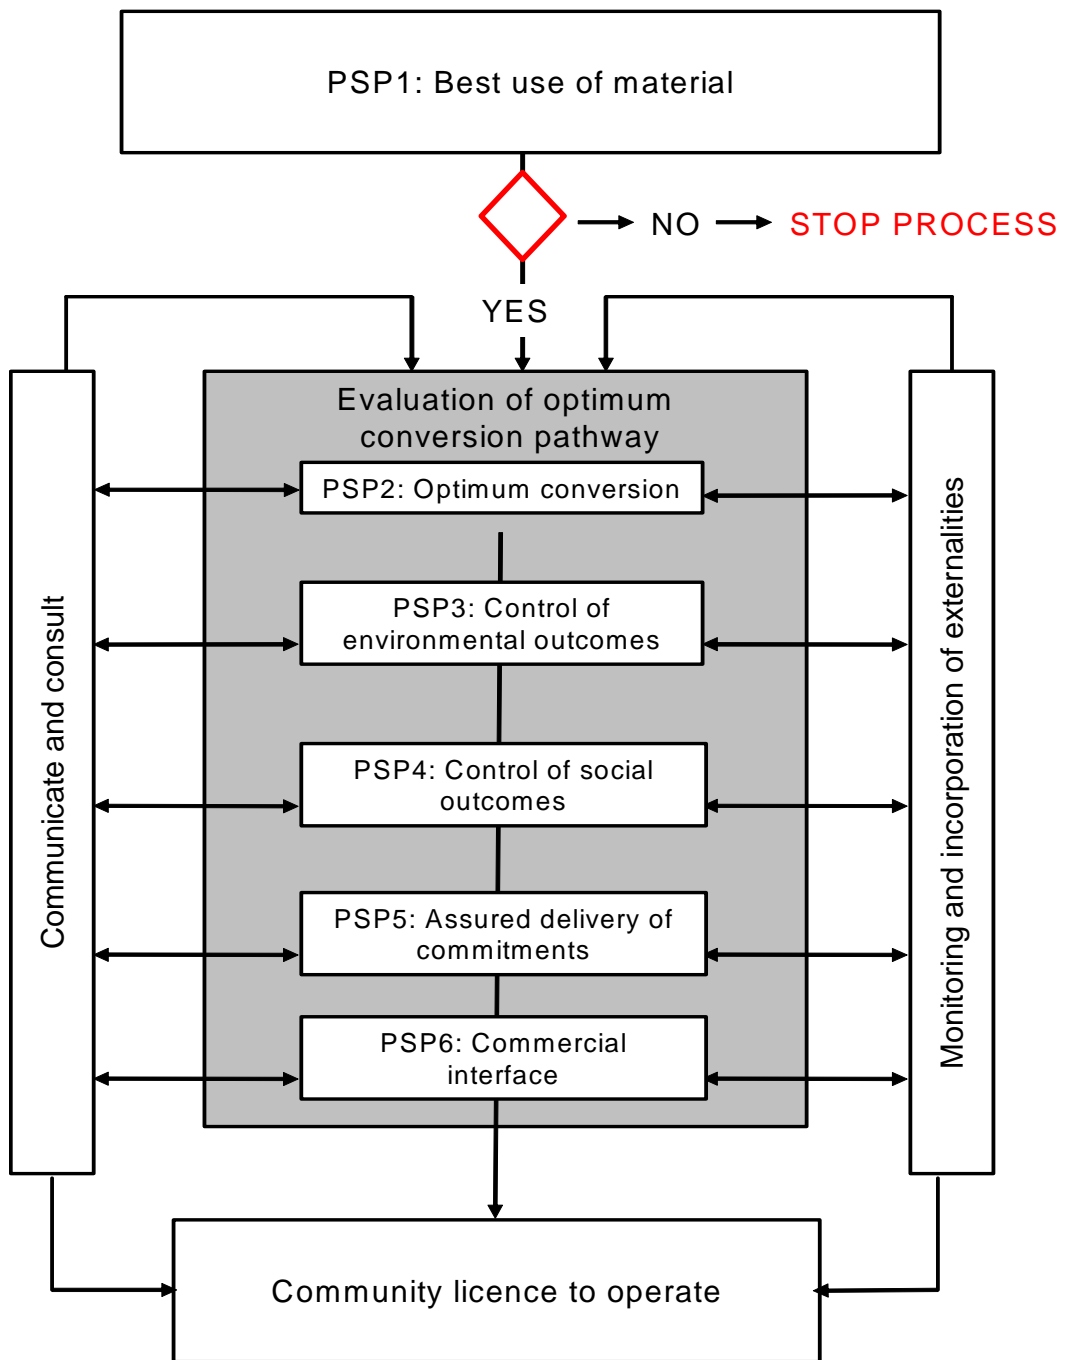 PSP1: Best use of material
NO
STOP PROCESS
YES
Evaluation of optimum
conversion pathway
PSP2: Optimum conversion
PSP3: Control of
environmental outcomes
PSP4: Control of social
outcomes
PSP5: Assured delivery of
commitments
PSP6: Commercial
interface
Communicate and consult
Monitoring and incorporation of externalities
Community licence to operate